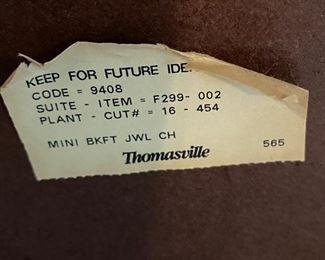 KEEP FOR FUTURE IDE
CODE = 9408
SUITE - ITEM = F299- 002
PLANT - CUT# = 16 - 454
MINI BKFT JWL CH 565
Thomasville